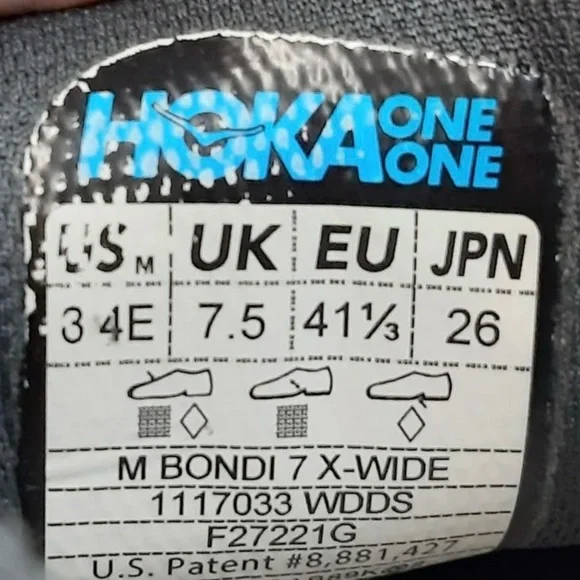 HOKA ONE ONE
US M UK EU JPN
3 4E 7.5 41⅓ 26
M BONDI 7 X-WIDE
1117033 WDDS
F27221G
U.S. Patent #8,881,427